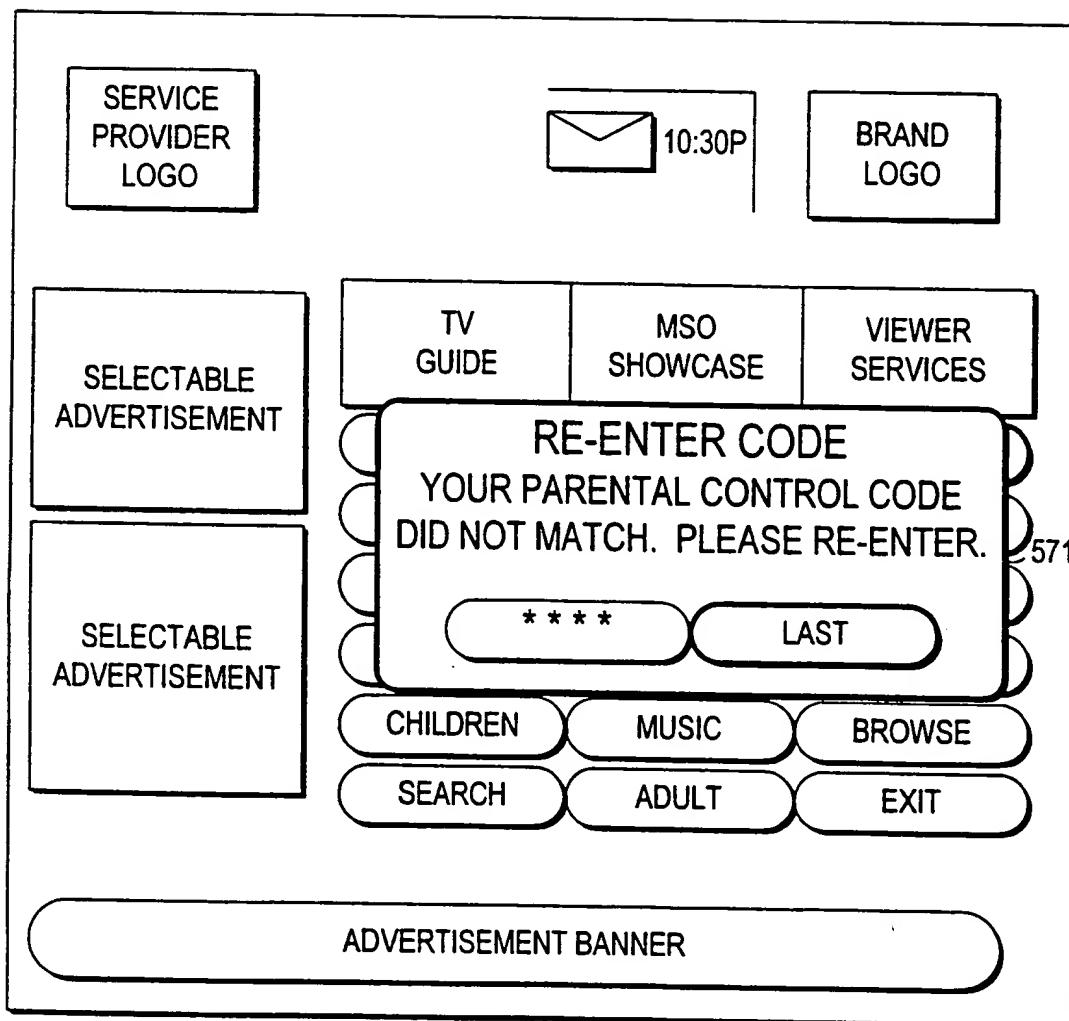 SERVICE
PROVIDER
LOGO
10:30P
BRAND
LOGO
SELECTABLE
ADVERTISEMENT
TV
GUIDE
MSO
SHOWCASE
VIEWER
SERVICES
RE-ENTER CODE
YOUR PARENTAL CONTROL CODE
DID NOT MATCH. PLEASE RE-ENTER.
571
* * * *
LAST
SELECTABLE
ADVERTISEMENT
CHILDREN
MUSIC
BROWSE
SEARCH
ADULT
EXIT
ADVERTISEMENT BANNER